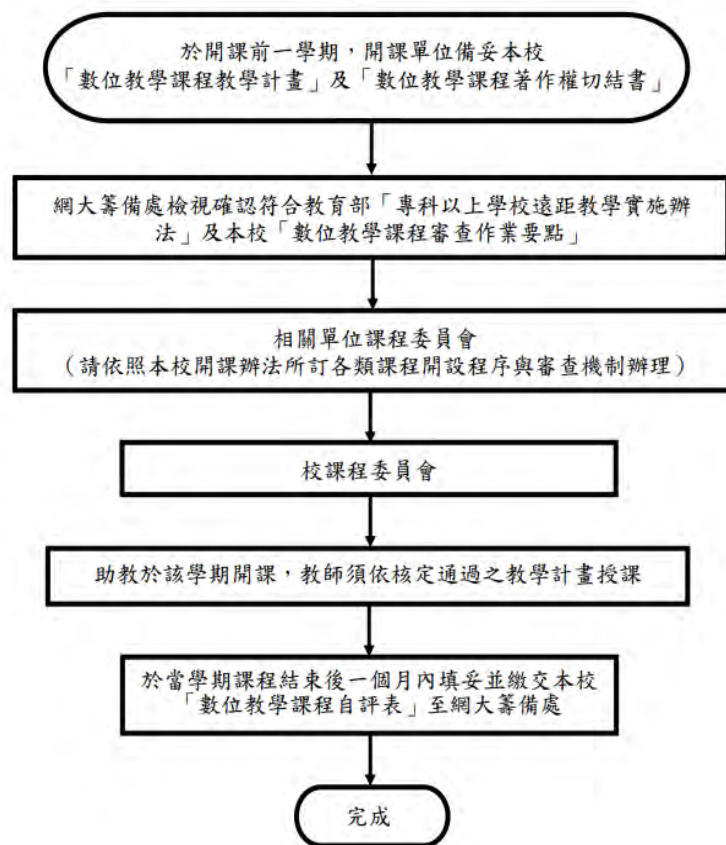 於開課前一學期，開課單位備妥本校
「數位教學課程教學計畫」及「數位教學課程著作權切結書」
網大籌備處檢視確認符合教育部「專科以上學校遠距教學實施辦
法」及本校「數位教學課程審查作業要點」
相關單位課程委員會
（請依照本校開課辦法所訂各類課程開設程序與審查機制辦理）
校課程委員會
助教於該學期開課，教師須依核定通過之教學計畫授課
於當學期課程結束後一個月內填妥並繳交本校
「數位教學課程自評表」至網大籌備處
完成